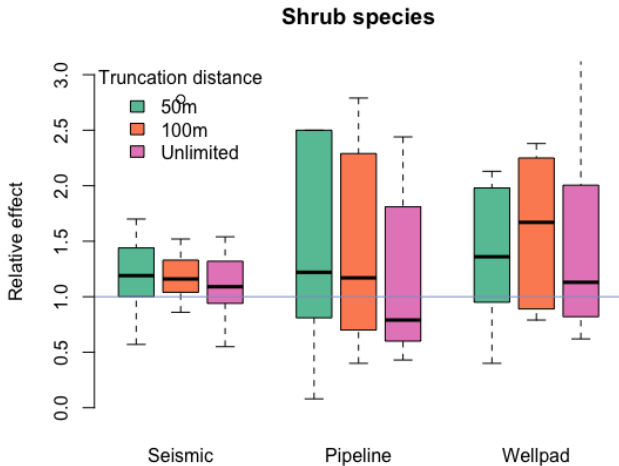 Shrub species
Truncation distance
50m
100m
Unlimited
Relative effect
3.0
2.5
2.0
1.5
1.0
0.5
0.0
Seismic
Pipeline
Wellpad